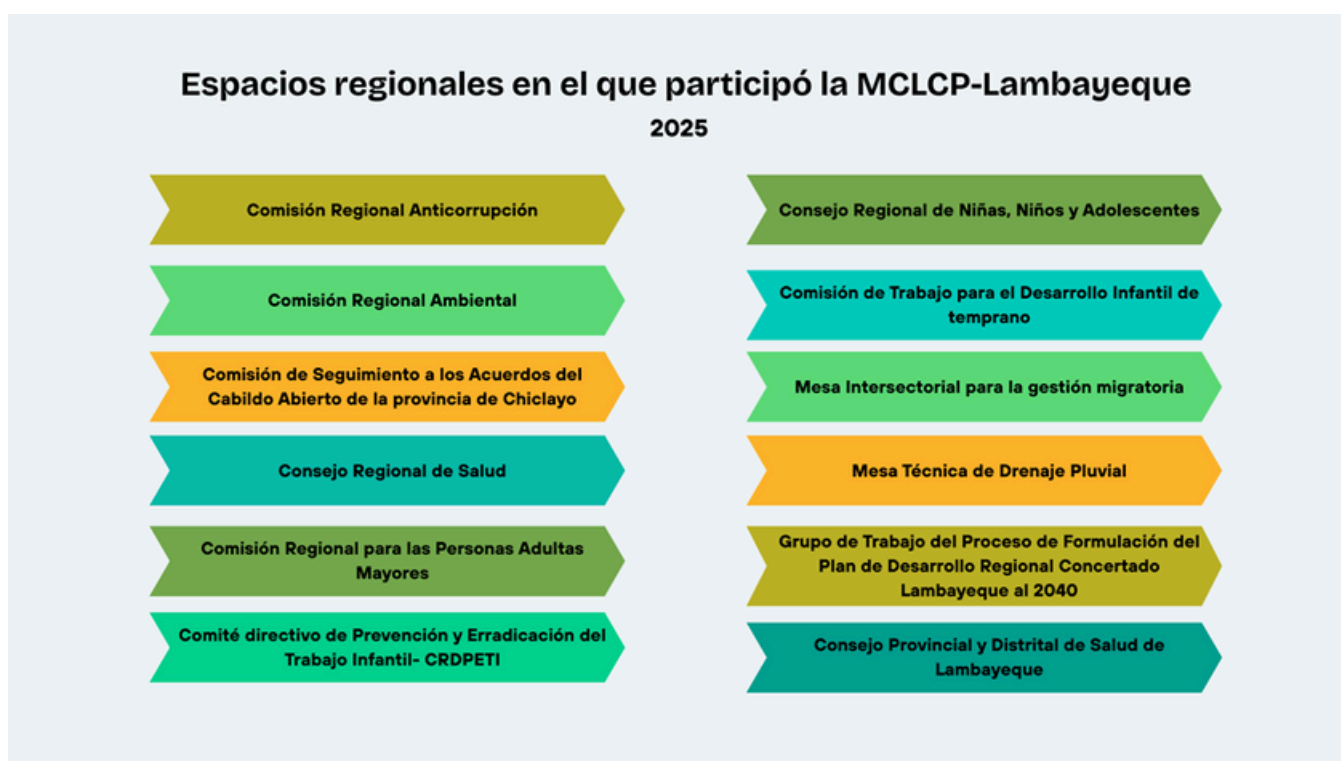 Espacios regionales en el que participó la MCLCP-Lambayeque
2025
Comisión Regional Anticorrupción
Comisión Regional Ambiental
Comisión de Seguimiento a los Acuerdos del
Cabildo Abierto de la provincia de Chiclayo
Consejo Regional de Salud
Comisión Regional para las Personas Adultas
Mayores
Comité directivo de Prevención y Erradicación del
Trabajo Infantil- CRDPETI
Consejo Regional de Niñas, Niños y Adolescentes
Comisión de Trabajo para el Desarrollo Infantil de
temprano
Mesa Intersectorial para la gestión migratoria
Mesa Técnica de Drenaje Pluvial
Grupo de Trabajo del Proceso de Formulación del
Plan de Desarrollo Regional Concertado
Lambayeque al 2040
Consejo Provincial y Distrital de Salud de
Lambayeque